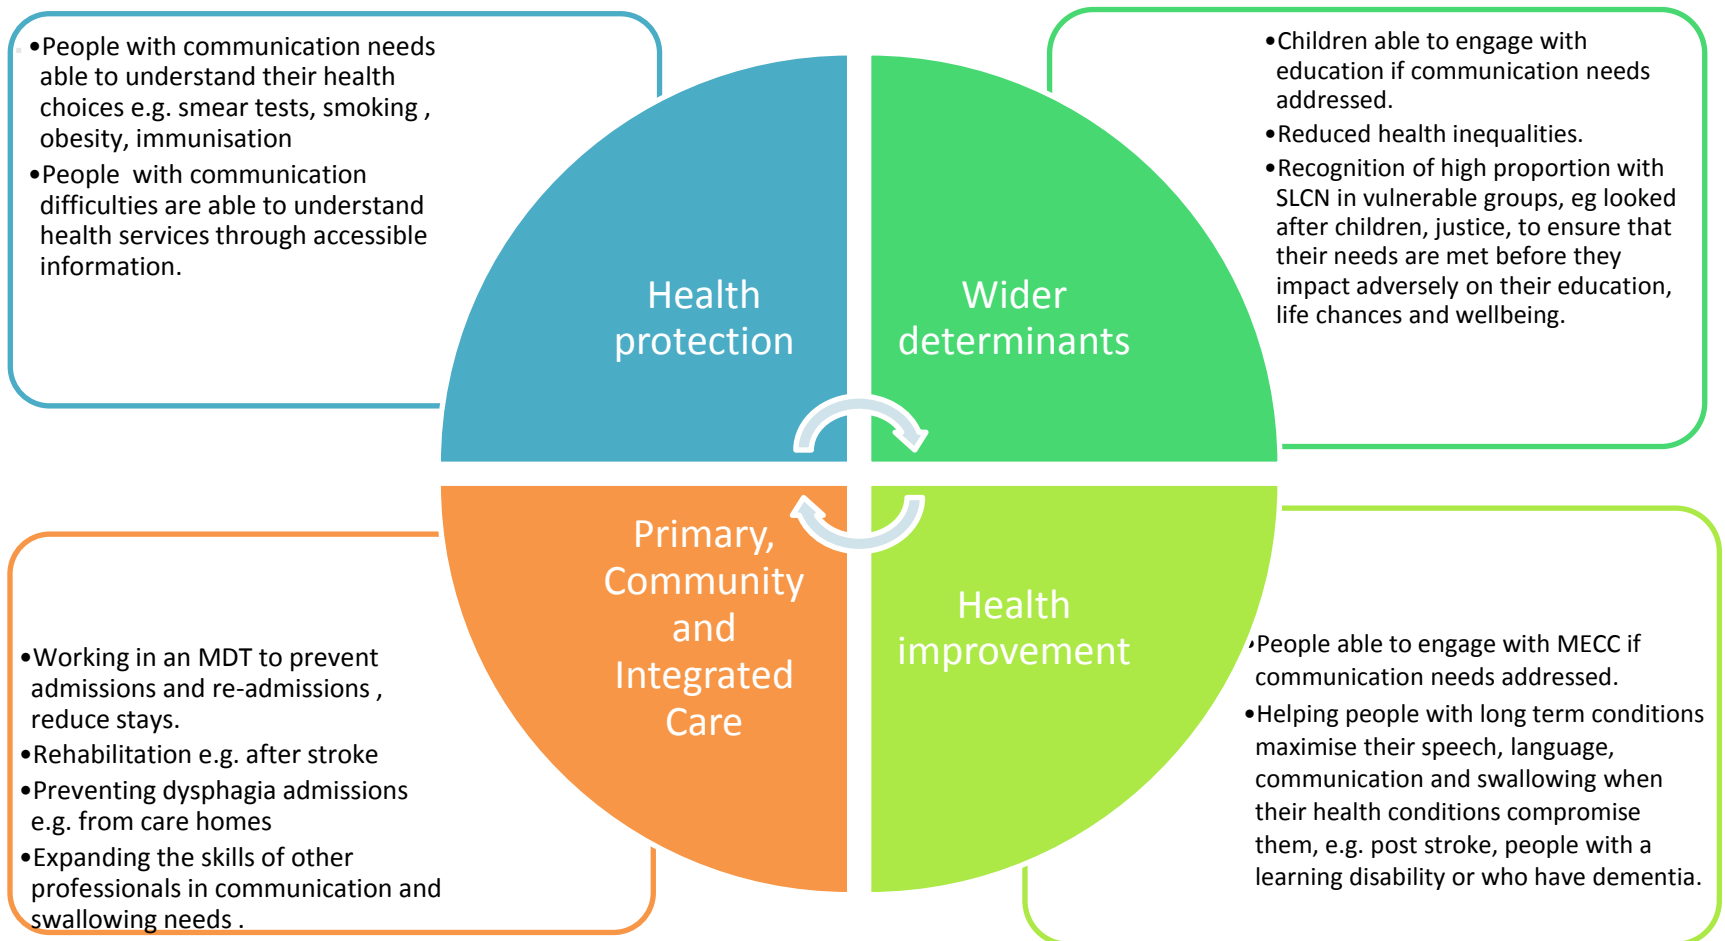 •People with communication needs
able to understand their health
choices e.g. smear tests, smoking ,
obesity, immunisation
•People  with communication
difficulties are able to understand
health services through accessible
information.
Health
protection
Wider
determinants
•Children able to engage with
education if communication needs
addressed.
•Reduced health inequalities.
•Recognition of high proportion with
SLCN in vulnerable groups, eg looked
after children, justice, to ensure that
their needs are met before they
impact adversely on their education,
life chances and wellbeing.
•Working in an MDT to prevent
admissions and re-admissions ,
reduce stays.
•Rehabilitation e.g. after stroke
•Preventing dysphagia admissions
e.g. from care homes
•Expanding the skills of other
professionals in communication and
swallowing needs .
Primary,
Community
and
Integrated
Care
Health
improvement
•People able to engage with MECC if
communication needs addressed.
•Helping people with long term conditions
maximise their speech, language,
communication and swallowing when
their health conditions compromise
them, e.g. post stroke, people with a
learning disability or who have dementia.